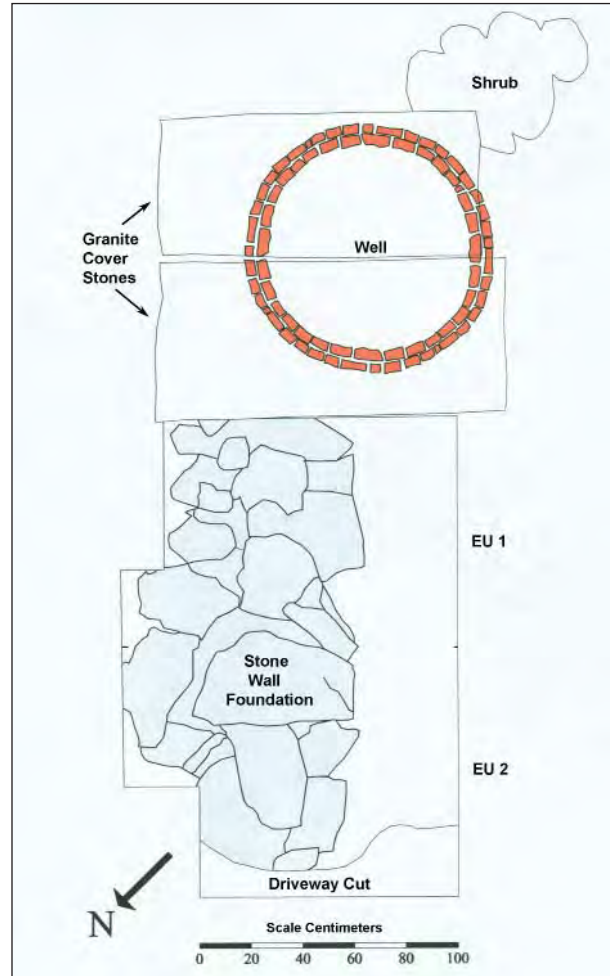 Shrub
Granite
Cover
Stones
Well
EU 1
Stone
Wall
Foundation
EU 2
Driveway Cut
N
Scale Centimeters
0 20 40 60 80 100